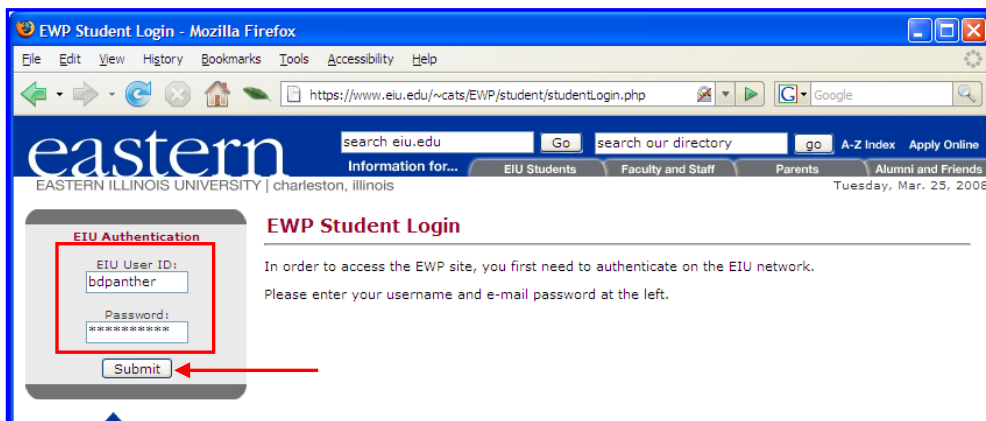 EWP Student Login - Mozilla Firefox
File Edit View History Bookmarks Tools Accessibility Help
https://www.eiu.edu/~cats/EWP/student/studentLogin.php G Google
eastern
search eiu.edu Go search our directory go A-Z Index Apply Online
Information for... EIU Students Faculty and Staff Parents Alumni and Friends
EASTERN ILLINOIS UNIVERSITY | charleston, illinois
Tuesday, Mar. 25, 2008
EIU Authentication
EIU User ID:
bdpanther
Password:
**********
Submit
EWP Student Login
In order to access the EWP site, you first need to authenticate on the EIU network.
Please enter your username and e-mail password at the left.